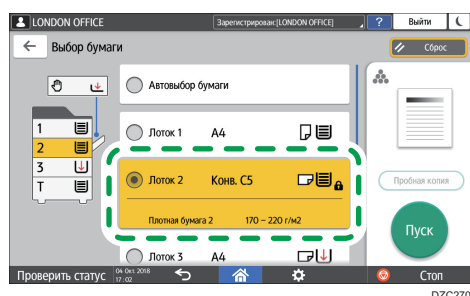 LONDON OFFICE
Зарегистрирован:[LONDON OFFICE]
?
Выйти
Выбор бумаги
Сброс
Автовыбор бумаги
1
2
3
T
Лоток 1 A4
Лоток 2 Конв. C5
Плотная бумага 2 170 – 220 г/м2
Лоток 3 A4
Пробная копия
Пуск
Проверить статус
04 Окт. 2018
17:02
Стоп
DZC270